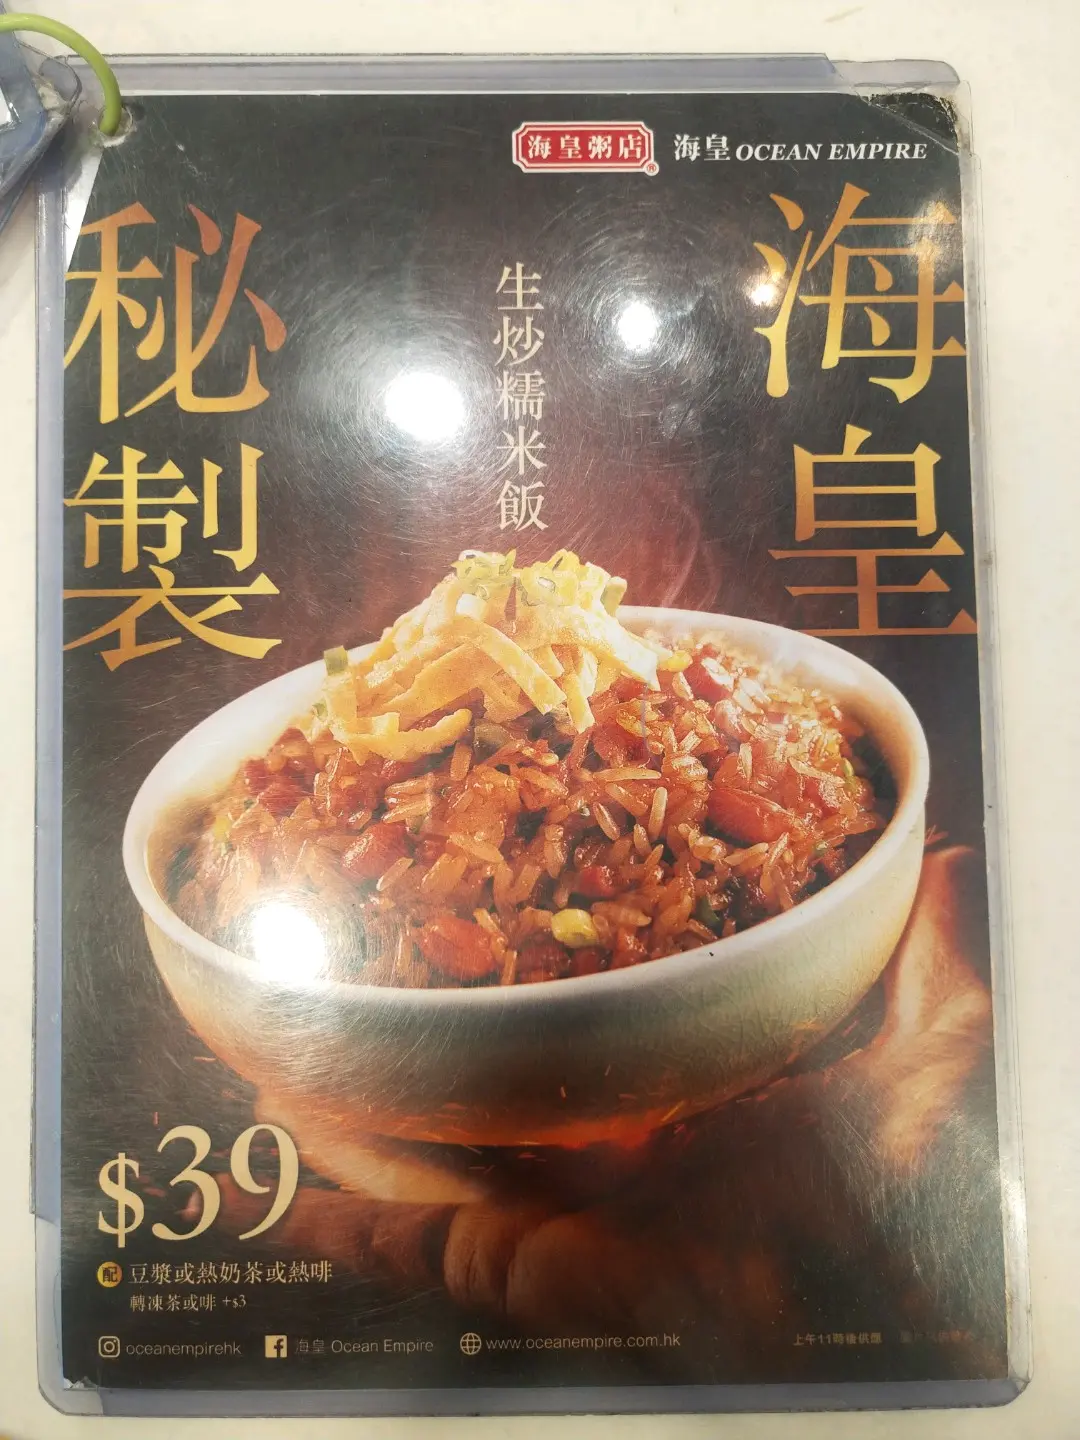 海皇粥店®
海皇 OCEAN EMPIRE
海皇
秘製
生炒糯米飯
$39
配 豆漿或熱奶茶或熱啡
轉凍茶或啡 +$3
oceanempirehk
海皇 Ocean Empire
www.oceanempire.com.hk
上午11時後供應